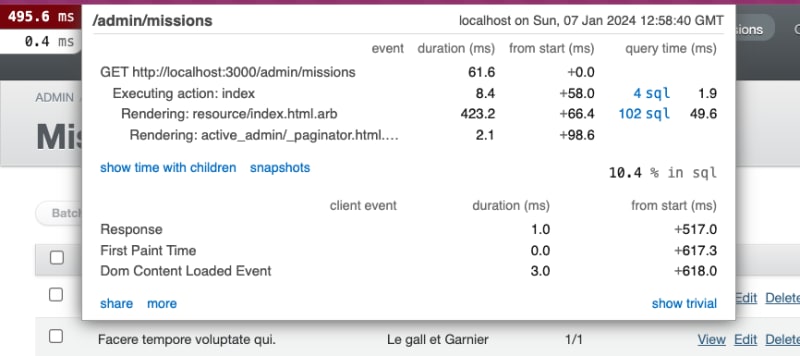 495.6 ms
0.4 ms
/admin/missions localhost on Sun, 07 Jan 2024 12:58:40 GMT
event duration (ms) from start (ms) query time (ms)
GET http://localhost:3000/admin/missions 61.6 +0.0
Executing action: index 8.4 +58.0 4 sql 1.9
Rendering: resource/index.html.arb 423.2 +66.4 102 sql 49.6
Rendering: active_admin/_paginator.html.... 2.1 +98.6
show time with children snapshots
10.4 % in sql
client event duration (ms) from start (ms)
Response 1.0 +517.0
First Paint Time 0.0 +617.3
Dom Content Loaded Event 3.0 +618.0
share more show trivial
ions
ADMIN
Mis
Batc
Edit Delete
Facere tempore voluptate qui. Le gall et Garnier 1/1 View Edit Delete